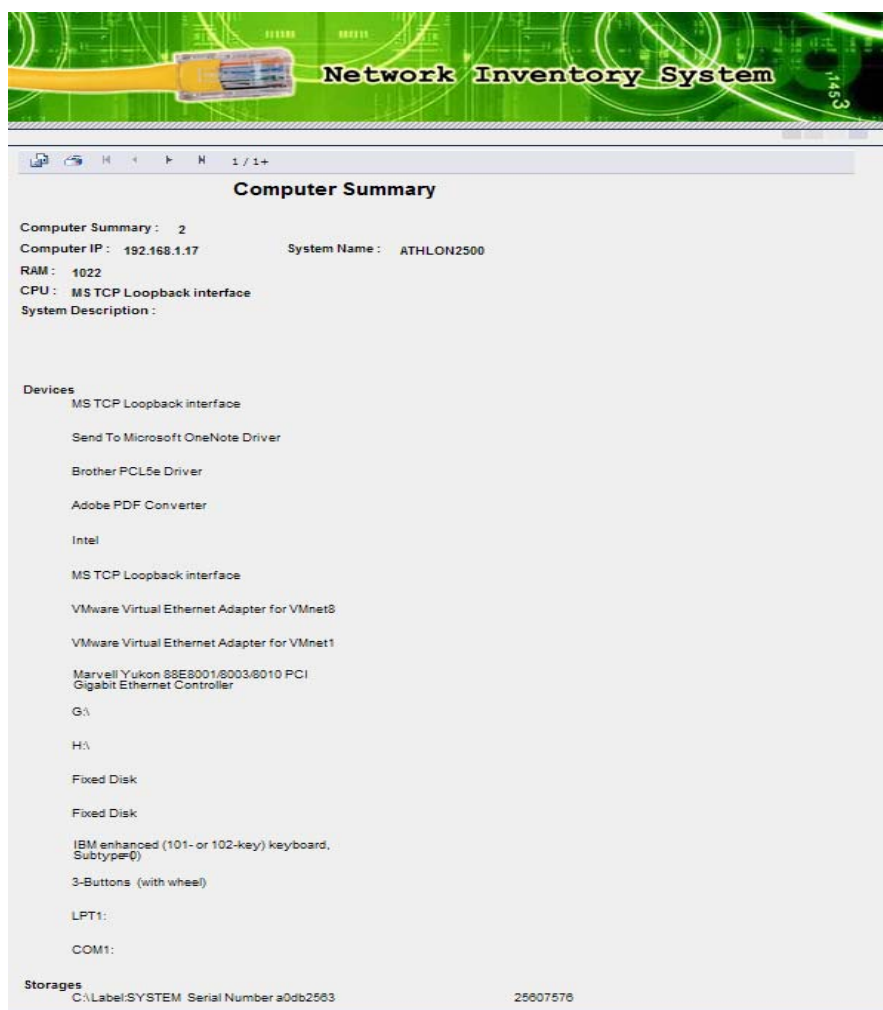 Network Inventory System
1453
1 / 1+
Computer Summary
Computer Summary : 2
Computer IP : 192.168.1.17 System Name : ATHLON2500
RAM : 1022
CPU : MS TCP Loopback interface
System Description :
Devices
MS TCP Loopback interface
Send To Microsoft OneNote Driver
Brother PCL5e Driver
Adobe PDF Converter
Intel
MS TCP Loopback interface
VMware Virtual Ethernet Adapter for VMnet8
VMware Virtual Ethernet Adapter for VMnet1
Marvell Yukon 88E8001/8003/8010 PCI
Gigabit Ethernet Controller
G:\
H:\
Fixed Disk
Fixed Disk
IBM enhanced (101- or 102-key) keyboard,
Subtype=0)
3-Buttons (with wheel)
LPT1:
COM1:
Storages
C:\Label:SYSTEM Serial Number a0db2563 25607576